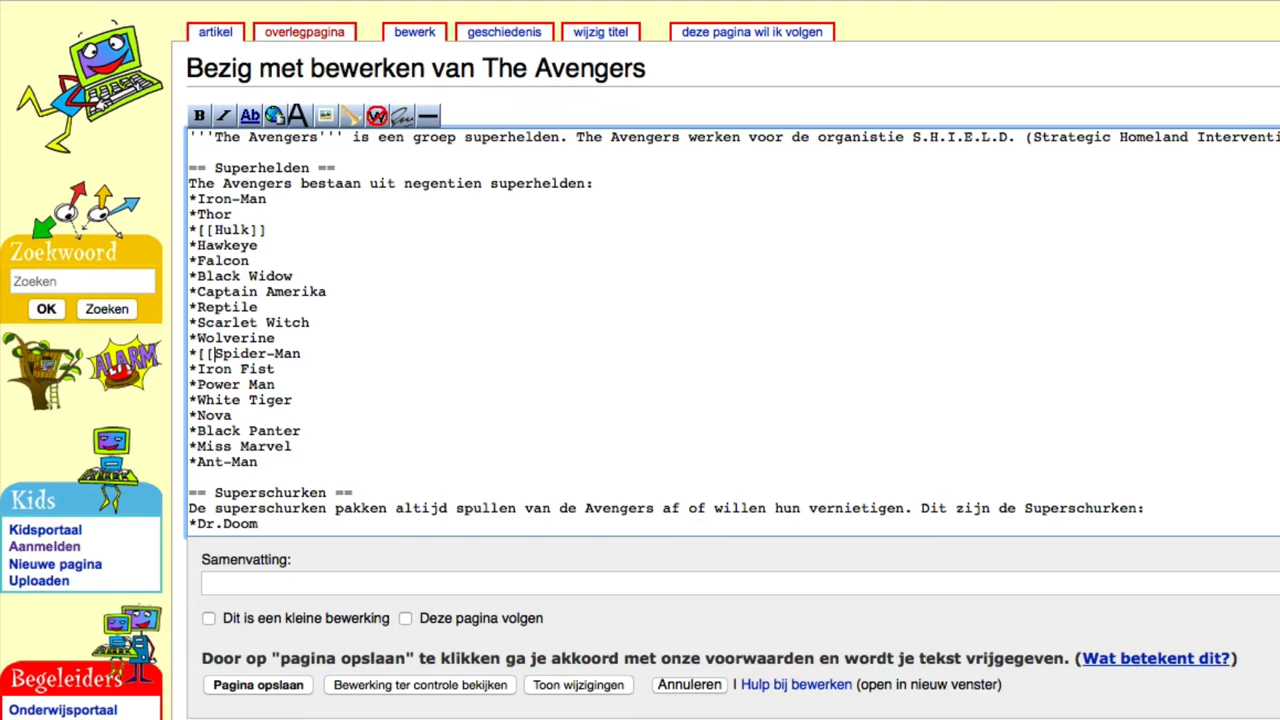 artikel overlegpagina bewerk geschiedenis wijzig titel deze pagina wil ik volgen
Bezig met bewerken van The Avengers
B I Ab A W
'''The Avengers''' is een groep superhelden. The Avengers werken voor de organistie S.H.I.E.L.D. (Strategic Homeland Interventi
== Superhelden ==
The Avengers bestaan uit negentien superhelden:
*Iron-Man
*Thor
*[[Hulk]]
*Hawkeye
*Falcon
*Black Widow
*Captain Amerika
*Reptile
*Scarlet Witch
*Wolverine
*[[Spider-Man
*Iron Fist
*Power Man
*White Tiger
*Nova
*Black Panter
*Miss Marvel
*Ant-Man
== Superschurken ==
De superschurken pakken altijd spullen van de Avengers af of willen hun vernietigen. Dit zijn de Superschurken:
*Dr.Doom
Samenvatting:
Dit is een kleine bewerking Deze pagina volgen
Door op "pagina opslaan" te klikken ga je akkoord met onze voorwaarden en wordt je tekst vrijgegeven. (Wat betekent dit?)
Pagina opslaan Bewerking ter controle bekijken Toon wijzigingen Annuleren | Hulp bij bewerken (open in nieuw venster)
Zoekwoord
Zoeken
OK Zoeken
ALARM
Kids
Kidsportaal
Aanmelden
Nieuwe pagina
Uploaden
Begeleiders
Onderwijsportaal